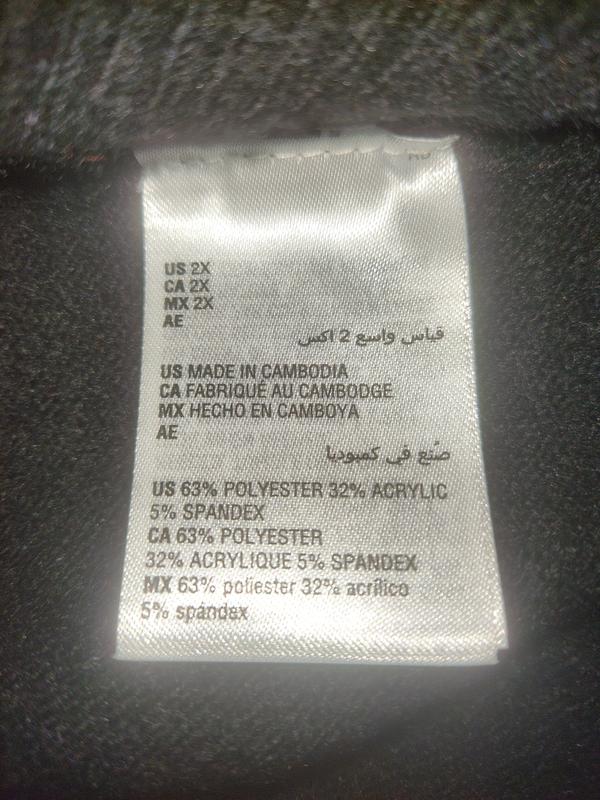 US 2X
CA 2X
MX 2X
AE
قياس واسع 2 اكس
US MADE IN CAMBODIA
CA FABRIQUÉ AU CAMBODGE
MX HECHO EN CAMBOYA
AE
صُنع في كمبوديا
US 63% POLYESTER 32% ACRYLIC
5% SPANDEX
CA 63% POLYESTER
32% ACRYLIQUE 5% SPANDEX
MX 63% poliester 32% acrílico
5% spándex